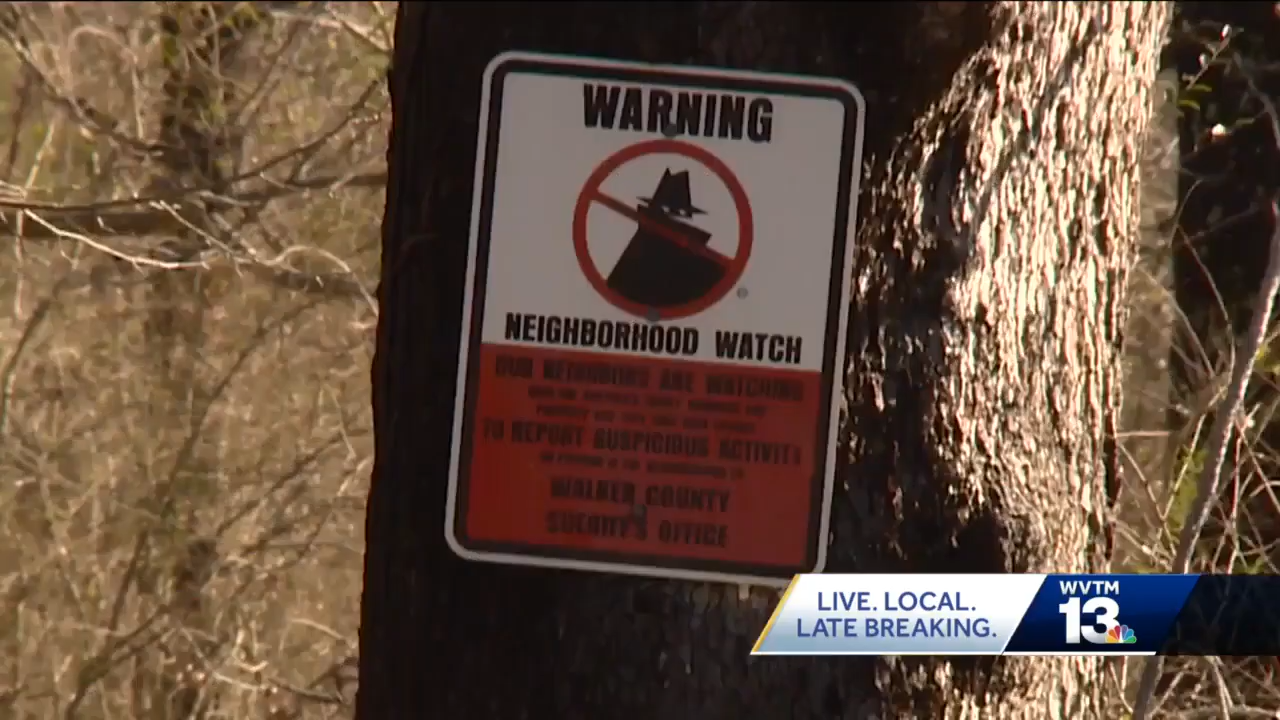 WARNING
NEIGHBORHOOD WATCH
OUR NEIGHBORS ARE WATCHING
TO REPORT SUSPICIOUS ACTIVITY
WALKER COUNTY
SHERIFF'S OFFICE
LIVE. LOCAL.
LATE BREAKING.
WVTM
13